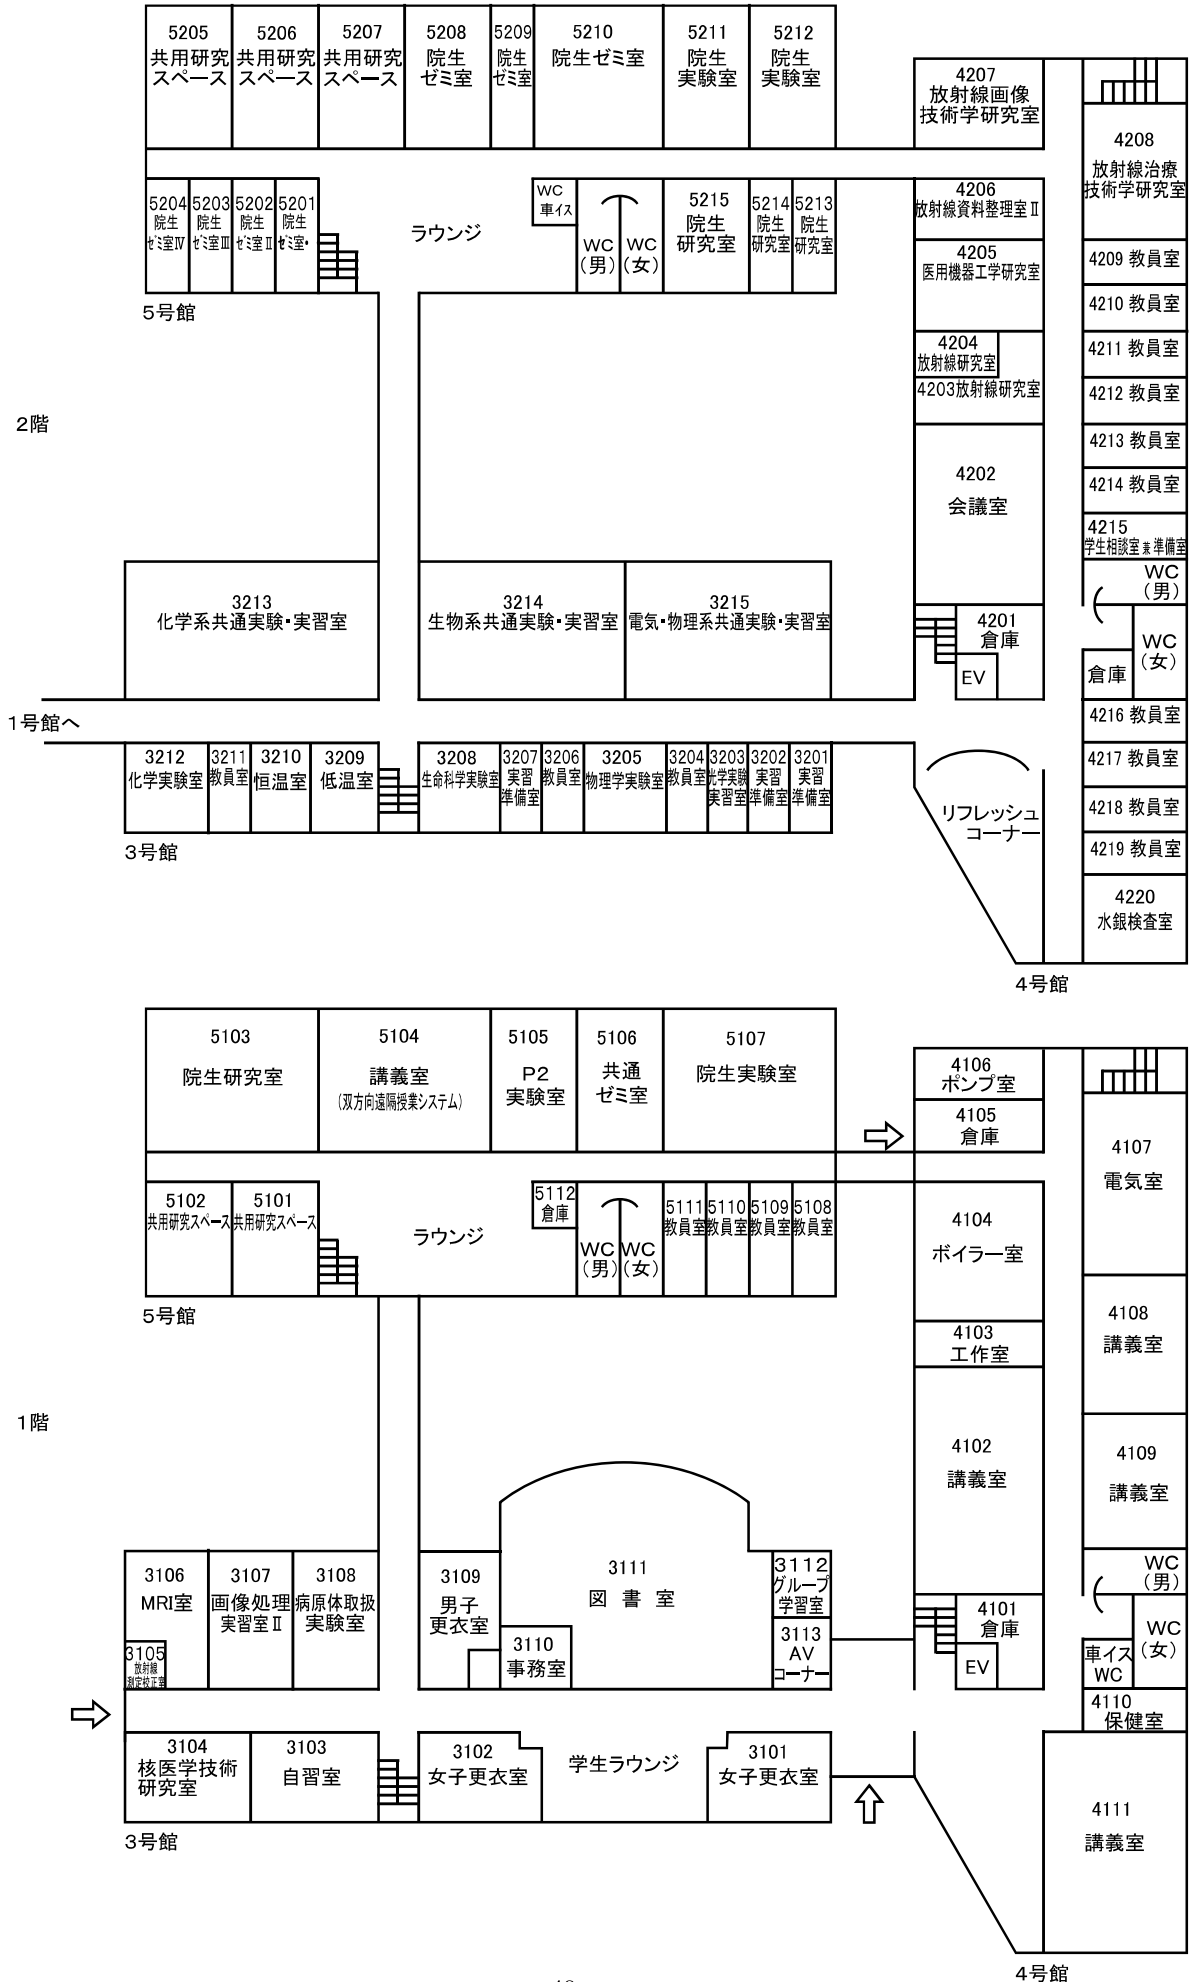 5205
共用研究
スペース
5206
共用研究
スペース
5207
共用研究
スペース
5208
院生
ゼミ室
5209
院生
ゼミ室
5210
院生ゼミ室
5211
院生
実験室
5212
院生
実験室
5204
院生
ゼミ室Ⅳ
5203
院生
ゼミ室Ⅲ
5202
院生
ゼミ室Ⅱ
5201
院生
ゼミ室・
ラウンジ
WC
車イス
WC
(男)
WC
(女)
5215
院生
研究室
5214
院生
研究室
5213
院生
研究室
5号館
4207
放射線画像
技術学研究室
4206
放射線資料整理室Ⅱ
4205
医用機器工学研究室
4204
放射線研究室
4203放射線研究室
4202
会議室
4201
倉庫
EV
4208
放射線治療
技術学研究室
4209 教員室
4210 教員室
4211 教員室
4212 教員室
4213 教員室
4214 教員室
4215
学生相談室 兼 準備室
WC
(男)
WC
(女)
倉庫
4216 教員室
4217 教員室
4218 教員室
4219 教員室
4220
水銀検査室
リフレッシュ
コーナー
4号館
2階
3213
化学系共通実験・実習室
3214
生物系共通実験・実習室
3215
電気・物理系共通実験・実習室
1号館へ
3212
化学実験室
3211
教員室
3210
恒温室
3209
低温室
3208
生命科学実験室
3207
実習
準備室
3206
教員室
3205
物理学実験室
3204
教員室
3203
光学実験
実習室
3202
実習
準備室
3201
実習
準備室
3号館
5103
院生研究室
5104
講義室
(双方向遠隔授業システム)
5105
P2
実験室
5106
共通
ゼミ室
5107
院生実験室
5102
共用研究スペース
5101
共用研究スペース
ラウンジ
5112
倉庫
WC
(男)
WC
(女)
5111
教員室
5110
教員室
5109
教員室
5108
教員室
5号館
4106
ポンプ室
4105
倉庫
4104
ボイラー室
4103
工作室
4102
講義室
4101
倉庫
EV
4107
電気室
4108
講義室
4109
講義室
WC
(男)
WC
(女)
車イス
WC
4110
保健室
4111
講義室
4号館
1階
3106
MRI室
3105
放射線
測定校正室
3107
画像処理
実習室Ⅱ
3108
病原体取扱
実験室
3109
男子
更衣室
3110
事務室
3111
図 書 室
3112
グループ
学習室
3113
AV
コーナー
3104
核医学技術
研究室
3103
自習室
3102
女子更衣室
学生ラウンジ
3101
女子更衣室
3号館